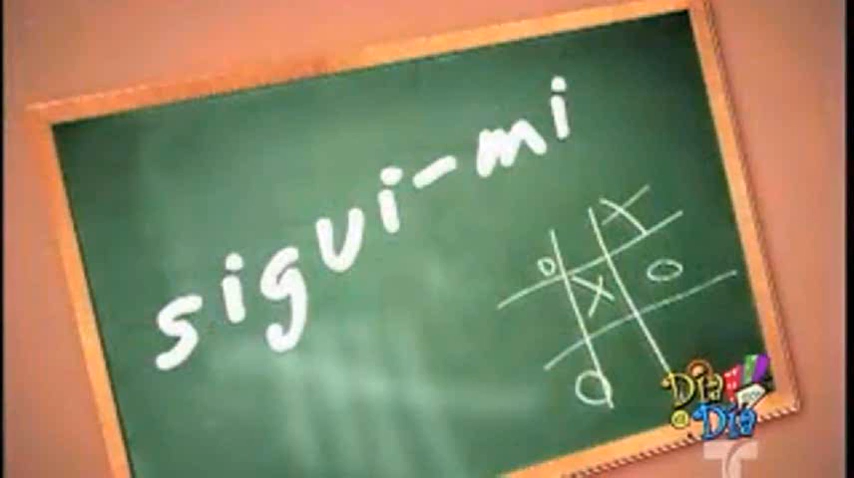 sigui-mi
o X
X O
O
Día a Día
T